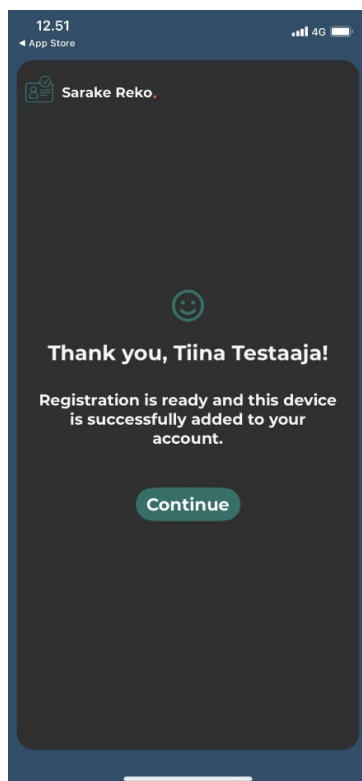 12.51
4G
◀ App Store
Sarake Reko.
Thank you, Tiina Testaaja!
Registration is ready and this device
is successfully added to your
account.
Continue